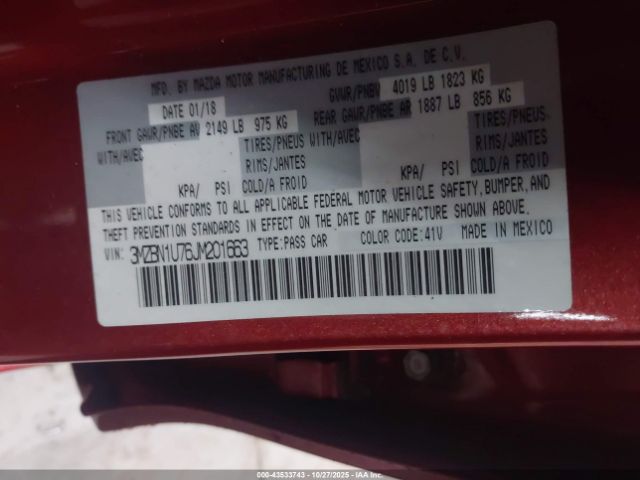 MFD. BY MAZDA MOTOR MANUFACTURING DE MEXICO S.A. DE C.V.
DATE 01/18 GVWR/PNBV 4019 LB 1823 KG
FRONT GAWR/PNBE AV 2149 LB 975 KG REAR GAWR/PNBE AR 1887 LB 856 KG
WITH/AVEC TIRES/PNEUS WITH/AVEC TIRES/PNEUS
RIMS/JANTES RIMS/JANTES
KPA/ PSI COLD/A FROID KPA/ PSI COLD/A FROID
THIS VEHICLE CONFORMS TO ALL APPLICABLE FEDERAL MOTOR VEHICLE SAFETY, BUMPER, AND
THEFT PREVENTION STANDARDS IN EFFECT ON THE DATE OF MANUFACTURE SHOWN ABOVE.
VIN: 3MZBN1U76JM201663 TYPE:PASS CAR COLOR CODE:41V MADE IN MEXICO
00-43533743 | 10/27/2025 | IAAI.COM